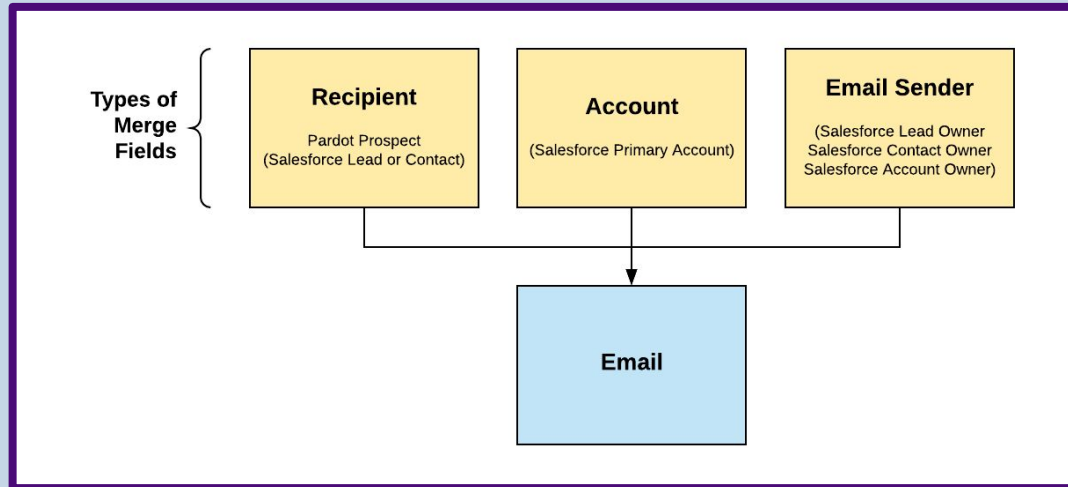 Types of
Merge
Fields
Recipient
Pardot Prospect
(Salesforce Lead or Contact)
Account
(Salesforce Primary Account)
Email Sender
(Salesforce Lead Owner
Salesforce Contact Owner
Salesforce Account Owner)
Email